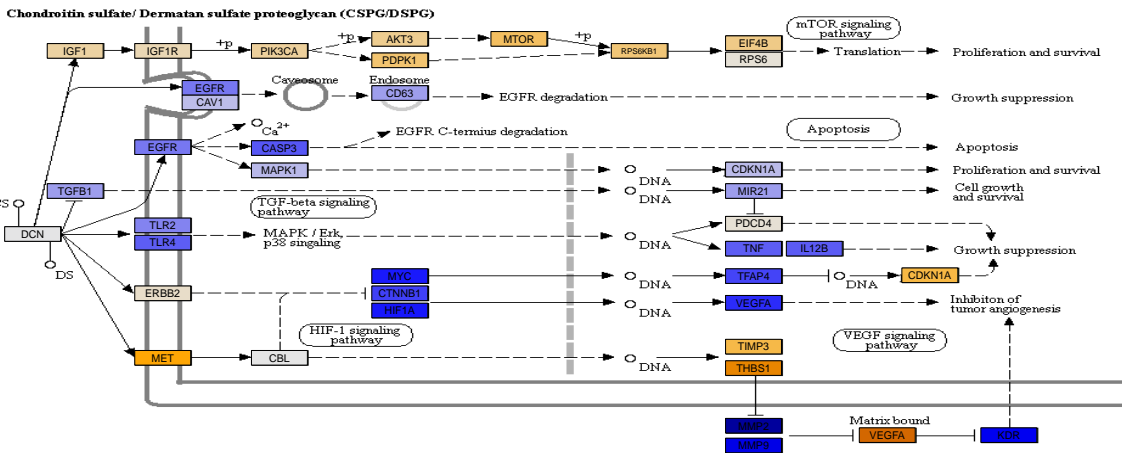 Chondroitin sulfate/ Dermatan sulfate proteoglycan (CSPG/DSPG)
mTOR signaling
pathway
IGF1
IGF1R
+p
PIK3CA
+p
AKT3
MTOR
+p
PDPK1
RPS6KB1
EIF4B
RPS6
Translation
Proliferation and survival
EGFR
CAV1
Caveosome
Endosome
CD63
EGFR degradation
Growth suppression
Ca2+
EGFR C-termius degradation
Apoptosis
EGFR
CASP3
Apoptosis
MAPK1
DNA
CDKN1A
Proliferation and survival
TGFB1
DNA
MIR21
Cell growth
and survival
TGF-beta signaling
pathway
DCN
DS
TLR2
TLR4
MAPK / Erk,
p38 singaling
DNA
PDCD4
TNF
IL12B
Growth suppression
ERBB2
MYC
CTNNB1
HIF1A
DNA
TFAP4
DNA
CDKN1A
DNA
VEGFA
Inhibiton of
tumor angiogenesis
HIF-1 signaling
pathway
VEGF signaling
pathway
MET
CBL
DNA
TIMP3
THBS1
MMP2
MMP9
Matrix bound
VEGFA
KDR